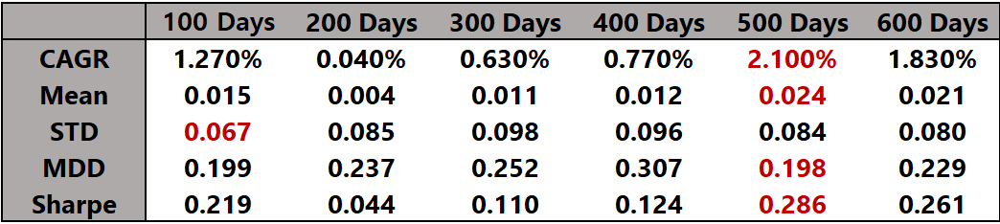 100 Days 200 Days 300 Days 400 Days 500 Days 600 Days
CAGR 1.270% 0.040% 0.630% 0.770% 2.100% 1.830%
Mean 0.015 0.004 0.011 0.012 0.024 0.021
STD 0.067 0.085 0.098 0.096 0.084 0.080
MDD 0.199 0.237 0.252 0.307 0.198 0.229
Sharpe 0.219 0.044 0.110 0.124 0.286 0.261